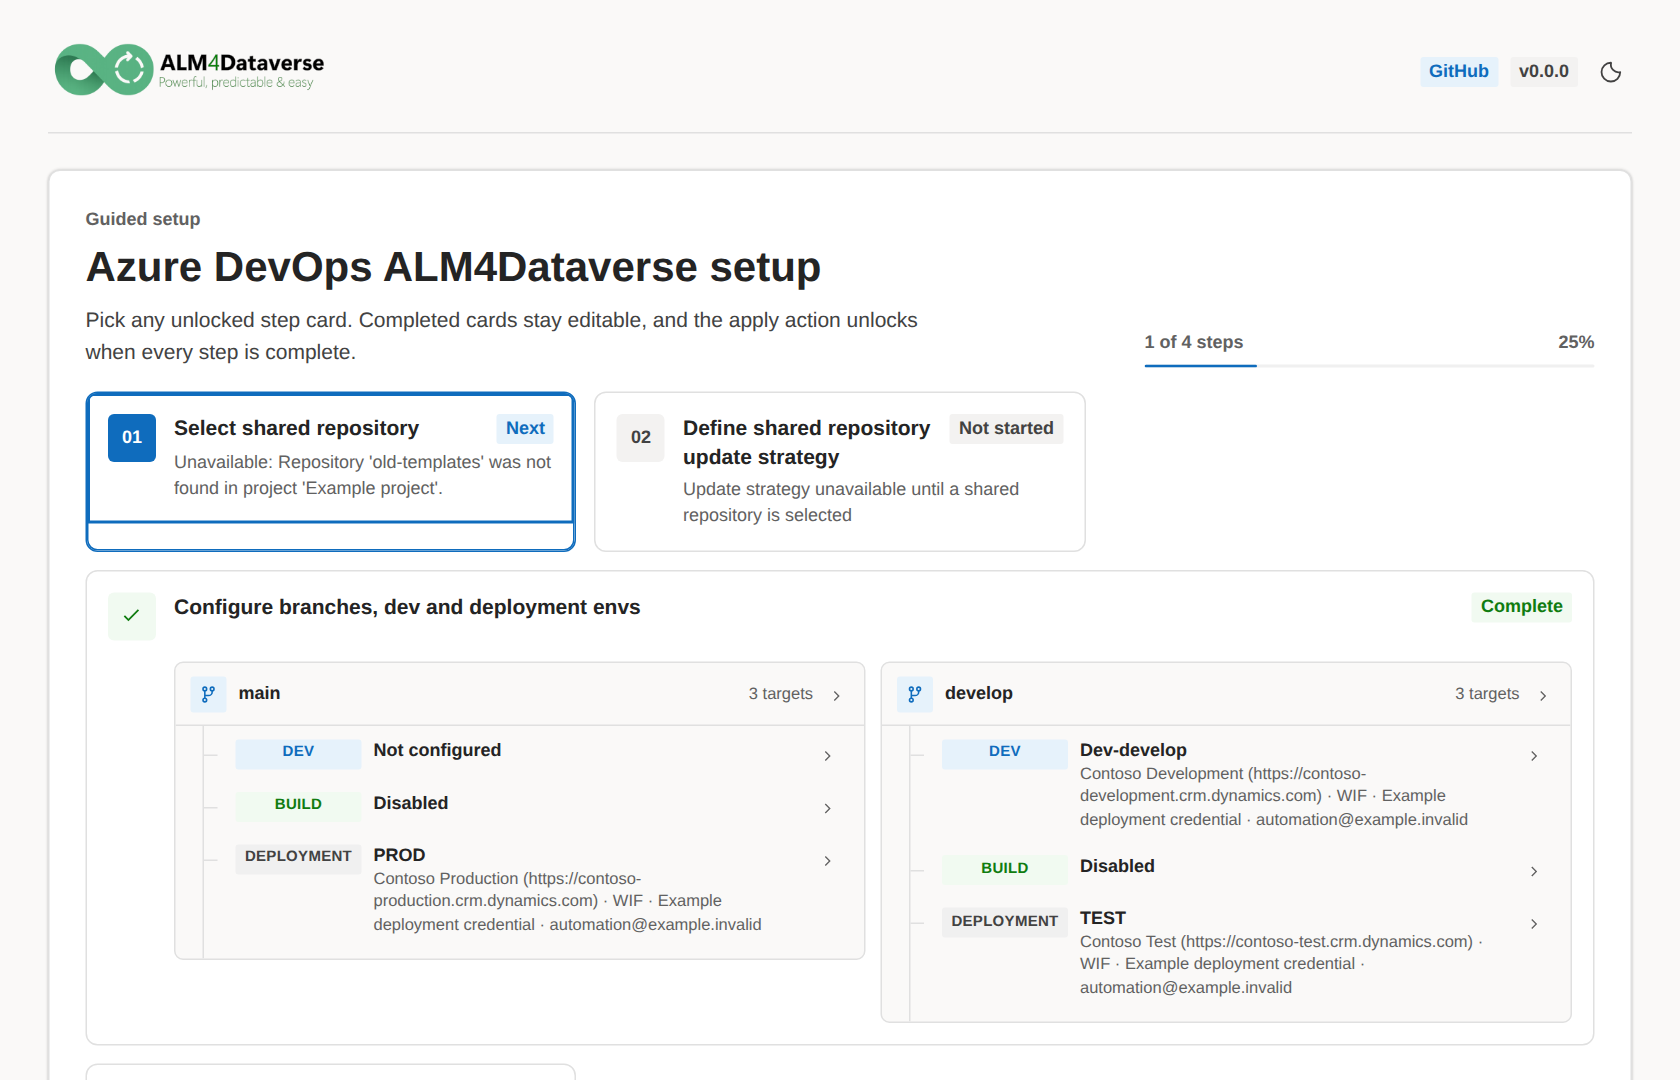 ALM4Dataverse
Powerful, predictable & easy
GitHub
v0.0.0
Guided setup
Azure DevOps ALM4Dataverse setup
Pick any unlocked step card. Completed cards stay editable, and the apply action unlocks
when every step is complete.
1 of 4 steps
25%
01
Select shared repository
Next
Unavailable: Repository 'old-templates' was not
found in project 'Example project'.
02
Define shared repository
update strategy
Not started
Update strategy unavailable until a shared
repository is selected
Configure branches, dev and deployment envs
Complete
main
3 targets
DEV
Not configured
BUILD
Disabled
DEPLOYMENT
PROD
Contoso Production (https://contoso-
production.crm.dynamics.com) · WIF · Example
deployment credential · automation@example.invalid
develop
3 targets
DEV
Dev-develop
Contoso Development (https://contoso-
development.crm.dynamics.com) · WIF · Example
deployment credential · automation@example.invalid
BUILD
Disabled
DEPLOYMENT
TEST
Contoso Test (https://contoso-test.crm.dynamics.com) ·
WIF · Example deployment credential ·
automation@example.invalid